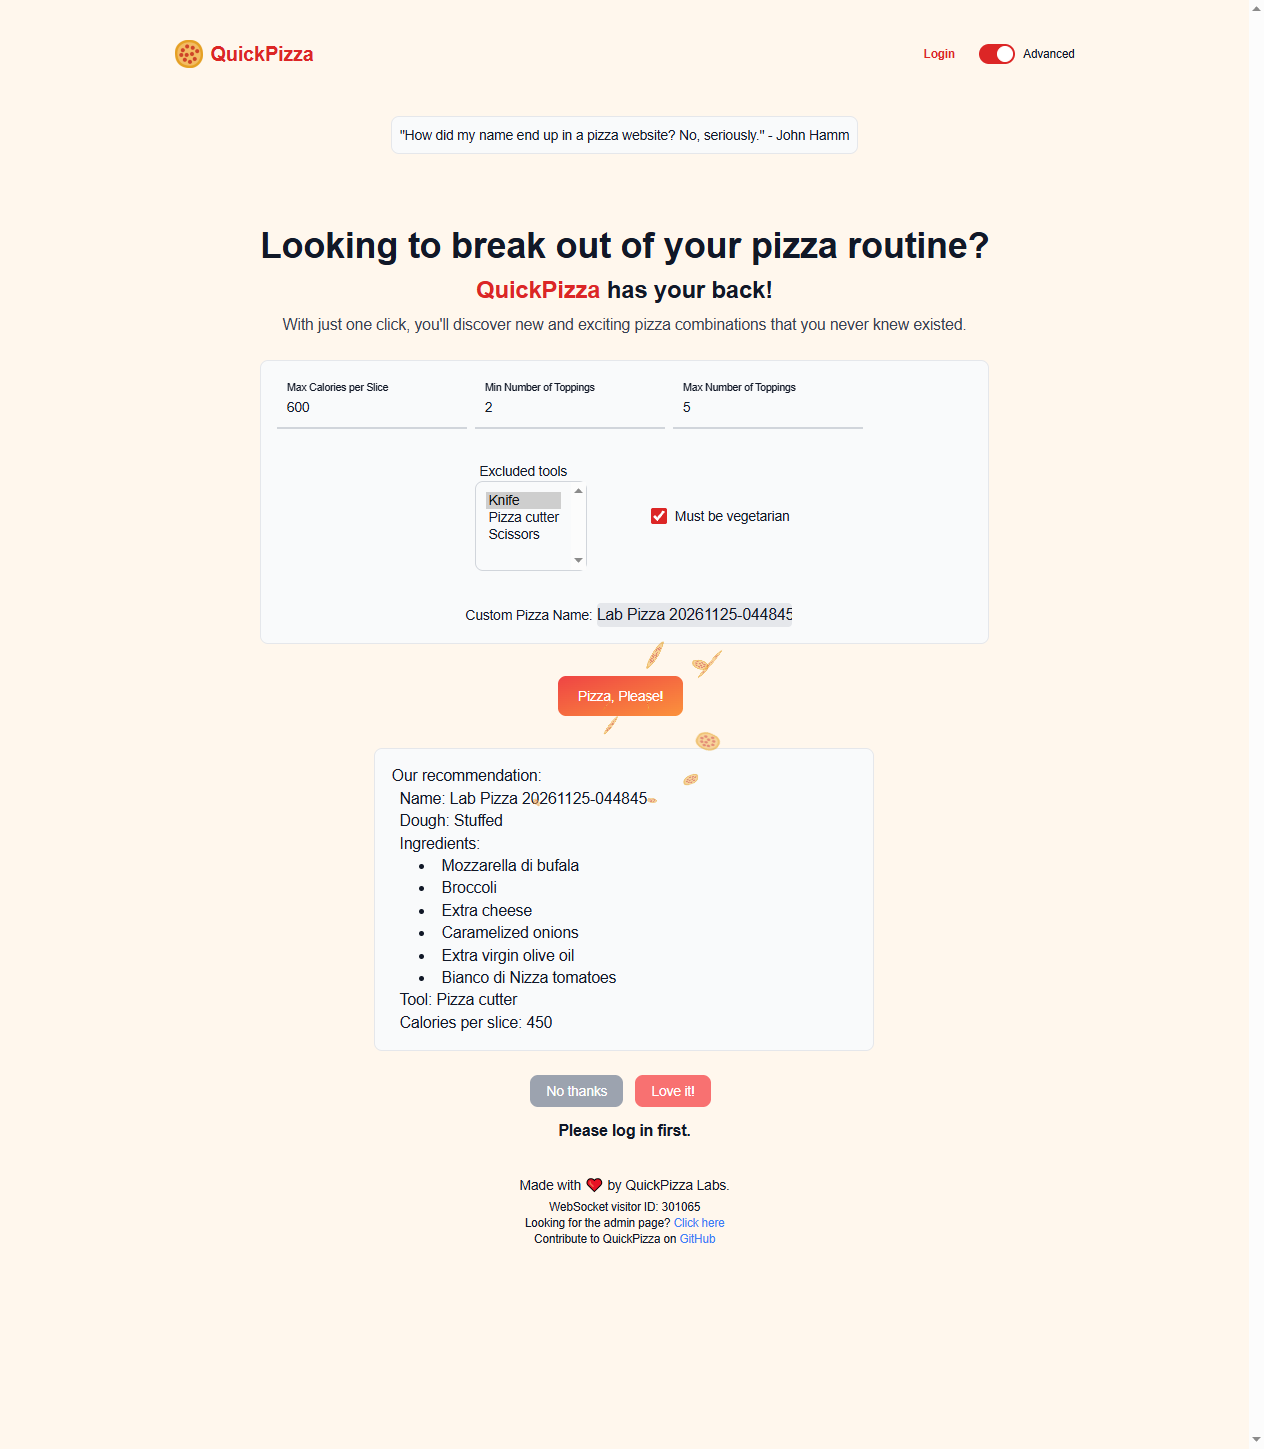 QuickPizza
Login
Advanced
"How did my name end up in a pizza website? No, seriously." - John Hamm
Looking to break out of your pizza routine?
QuickPizza has your back!
With just one click, you'll discover new and exciting pizza combinations that you never knew existed.
Max Calories per Slice
600
Min Number of Toppings
2
Max Number of Toppings
5
Excluded tools
Knife
Pizza cutter
Scissors
Must be vegetarian
Custom Pizza Name: Lab Pizza 20261125-044845
Pizza, Please!
Our recommendation:
Name: Lab Pizza 20261125-044845
Dough: Stuffed
Ingredients:
• Mozzarella di bufala
• Broccoli
• Extra cheese
• Caramelized onions
• Extra virgin olive oil
• Bianco di Nizza tomatoes
Tool: Pizza cutter
Calories per slice: 450
No thanks
Love it!
Please log in first.
Made with ❤️ by QuickPizza Labs.
WebSocket visitor ID: 301065
Looking for the admin page? Click here
Contribute to QuickPizza on GitHub